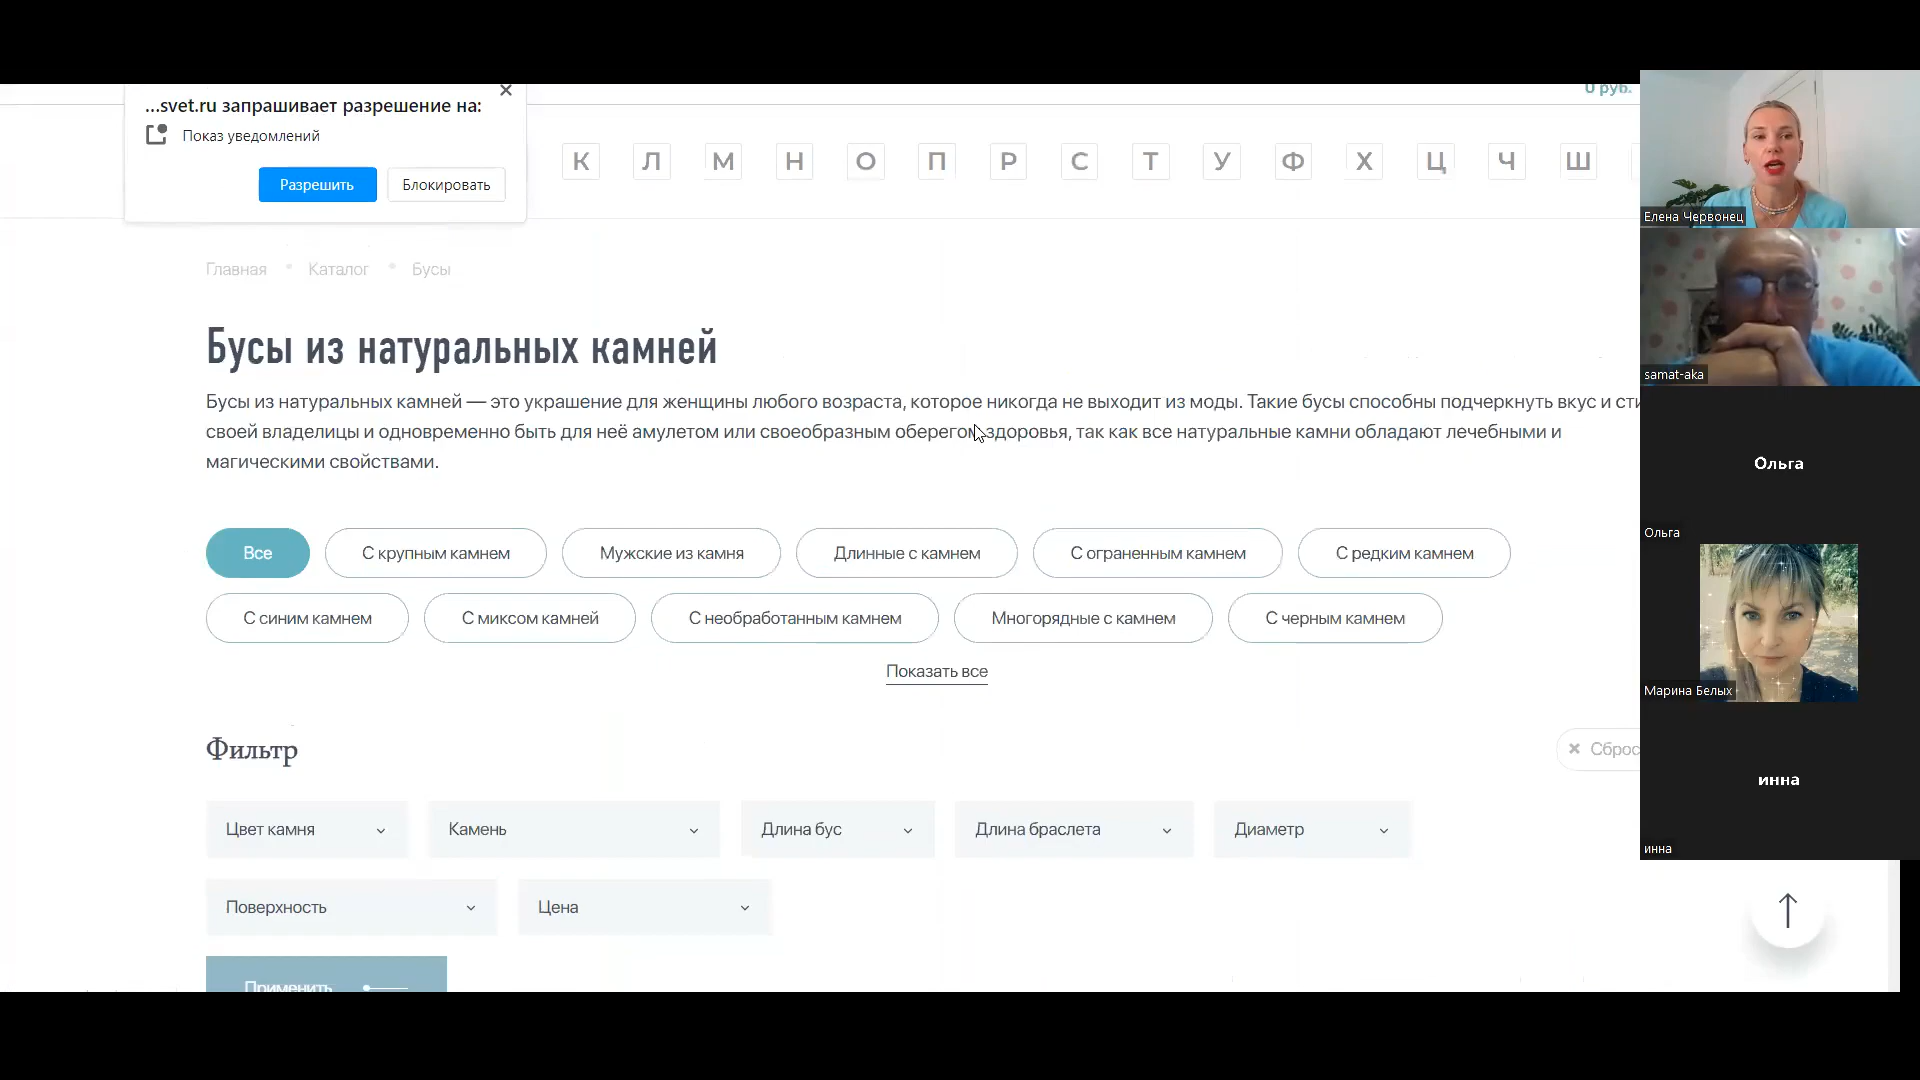 ...svet.ru запрашивает разрешение на:
Показ уведомлений
Разрешить
Блокировать
0 руб.
К Л М Н О П Р С Т У Ф Х Ц Ч Ш
Главная • Каталог • Бусы
Бусы из натуральных камней
Бусы из натуральных камней — это украшение для женщины любого возраста, которое никогда не выходит из моды. Такие бусы способны подчеркнуть вкус и сти
своей владелицы и одновременно быть для неё амулетом или своеобразным оберегом здоровья, так как все натуральные камни обладают лечебными и
магическими свойствами.
Все
С крупным камнем
Мужские из камня
Длинные с камнем
С ограненным камнем
С редким камнем
С синим камнем
С миксом камней
С необработанным камнем
Многорядные с камнем
С черным камнем
Показать все
Фильтр
Сброс
Цвет камня
Камень
Длина бус
Длина браслета
Диаметр
Поверхность
Цена
Применить
Елена Червонец
samat-aka
Ольга
Ольга
Марина Белых
инна
инна